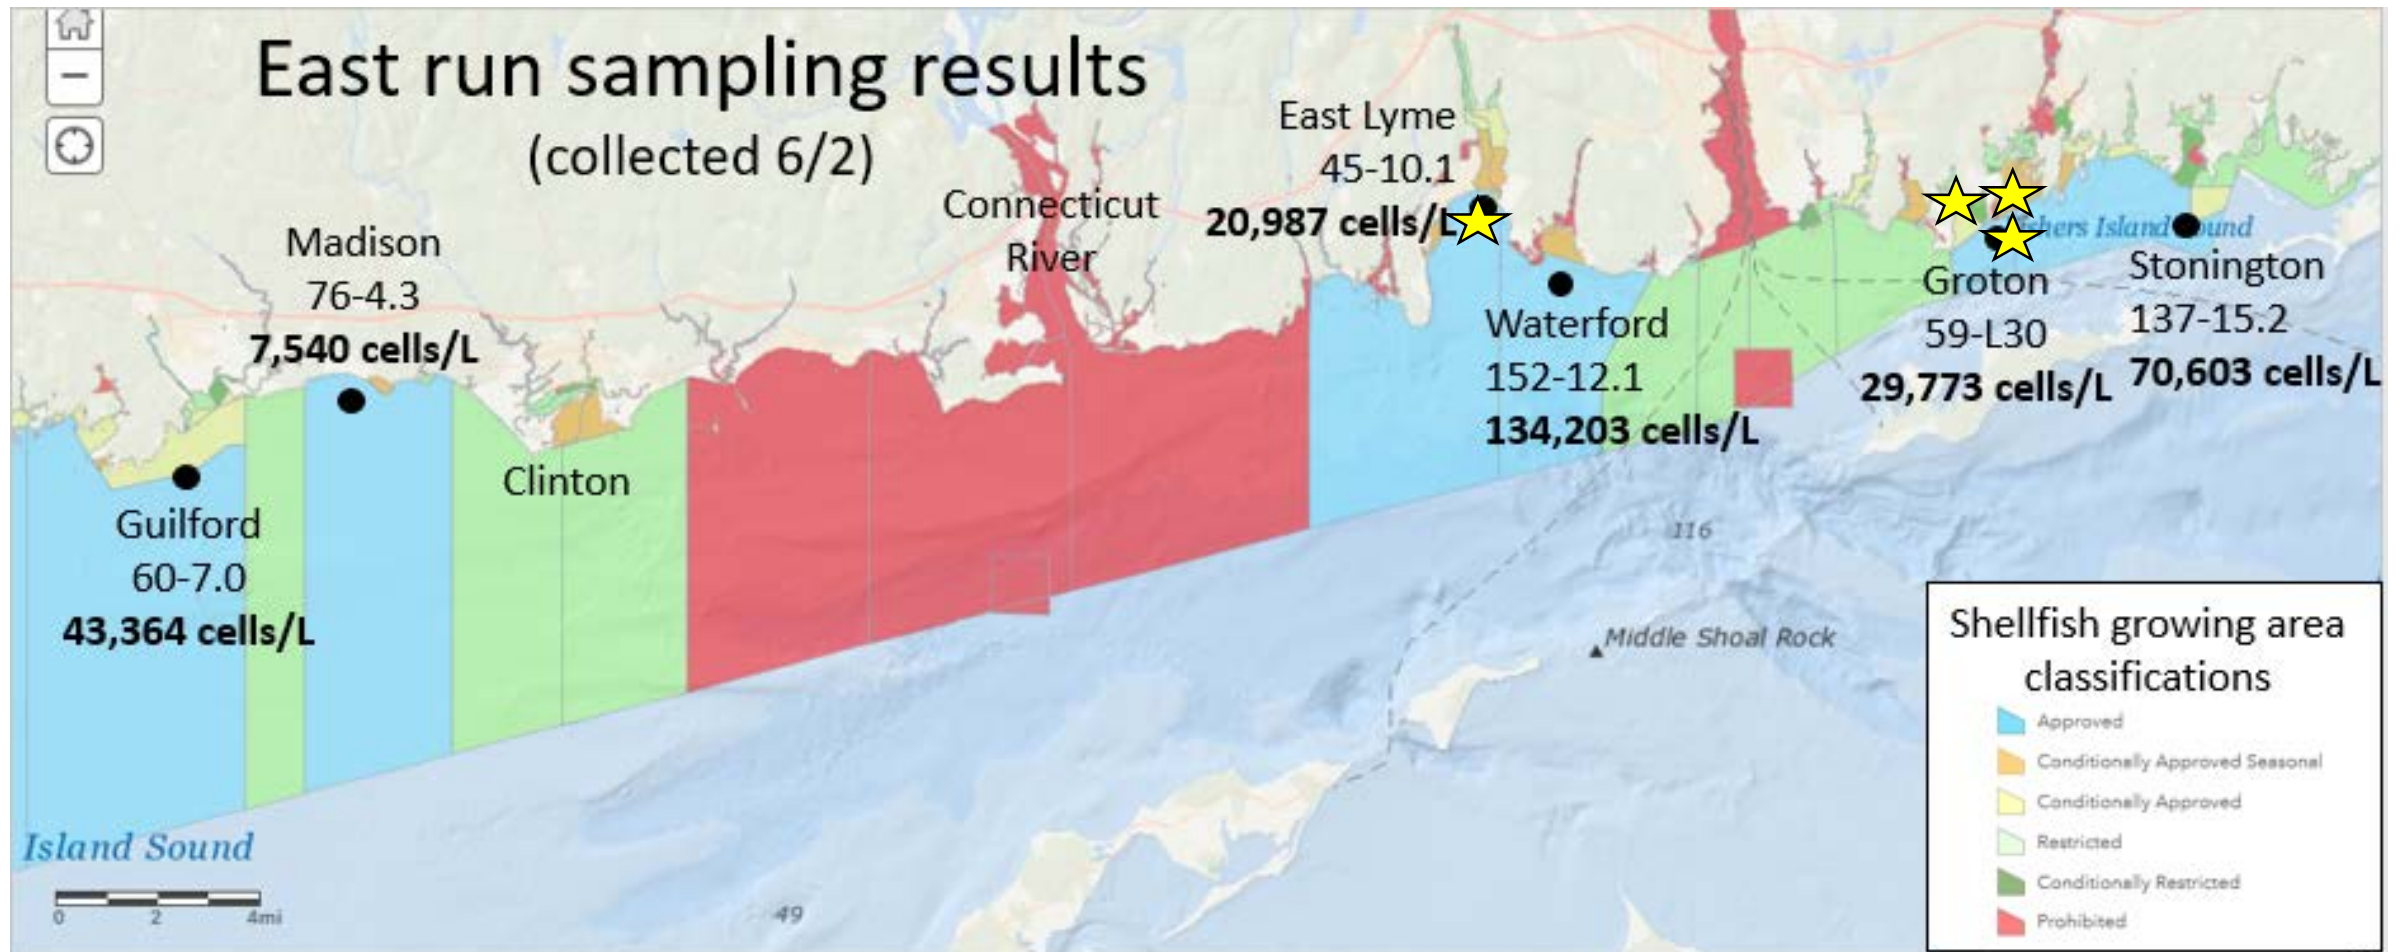 East run sampling results
(collected 6/2)
East Lyme
45-10.1
20,987 cells/L
Connecticut
River
Madison
76-4.3
7,540 cells/L
Groton
59-L30
29,773 cells/L
Stonington
137-15.2
70,603 cells/L
Waterford
152-12.1
134,203 cells/L
Clinton
Guilford
60-7.0
43,364 cells/L
116
Middle Shoal Rock
Island Sound
0 2 4mi
49
Shellfish growing area
classifications
Approved
Conditionally Approved Seasonal
Conditionally Approved
Restricted
Conditionally Restricted
Prohibited